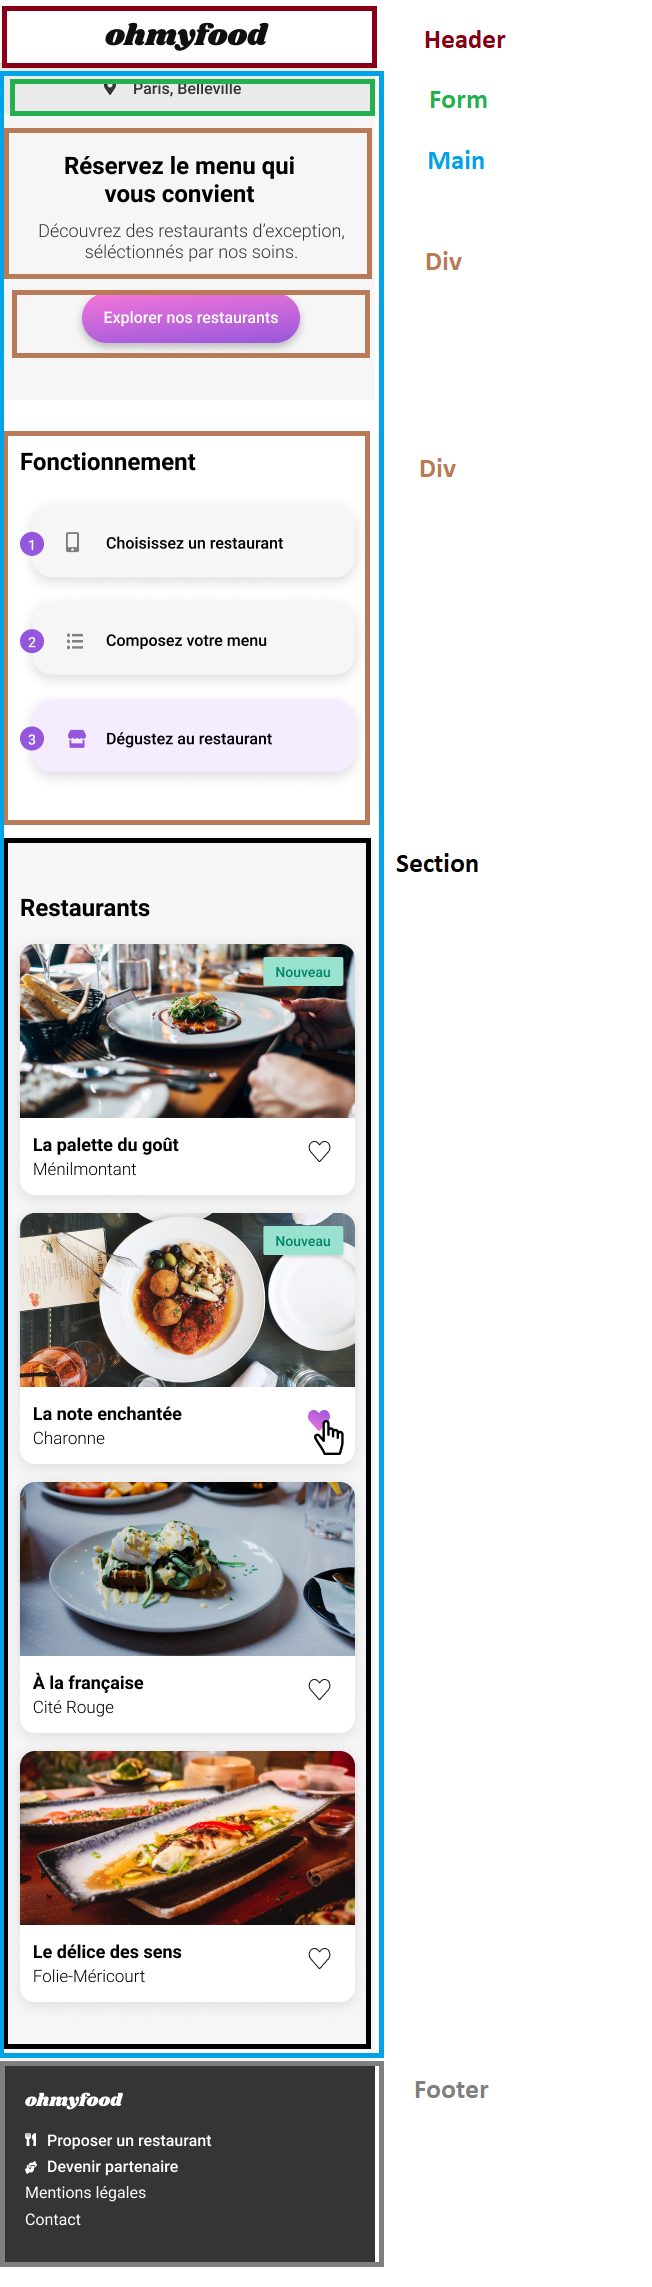 ohmyfood
Header
Paris, Belleville
Form
Main
Réservez le menu qui
vous convient
Découvrez des restaurants d'exception,
séléctionnés par nos soins.
Div
Explorer nos restaurants
Fonctionnement
Div
1 Choisissez un restaurant
2 Composez votre menu
3 Dégustez au restaurant
Section
Restaurants
Nouveau
La palette du goût
Ménilmontant
Nouveau
La note enchantée
Charonne
À la française
Cité Rouge
Le délice des sens
Folie-Méricourt
Footer
ohmyfood
Proposer un restaurant
Devenir partenaire
Mentions légales
Contact